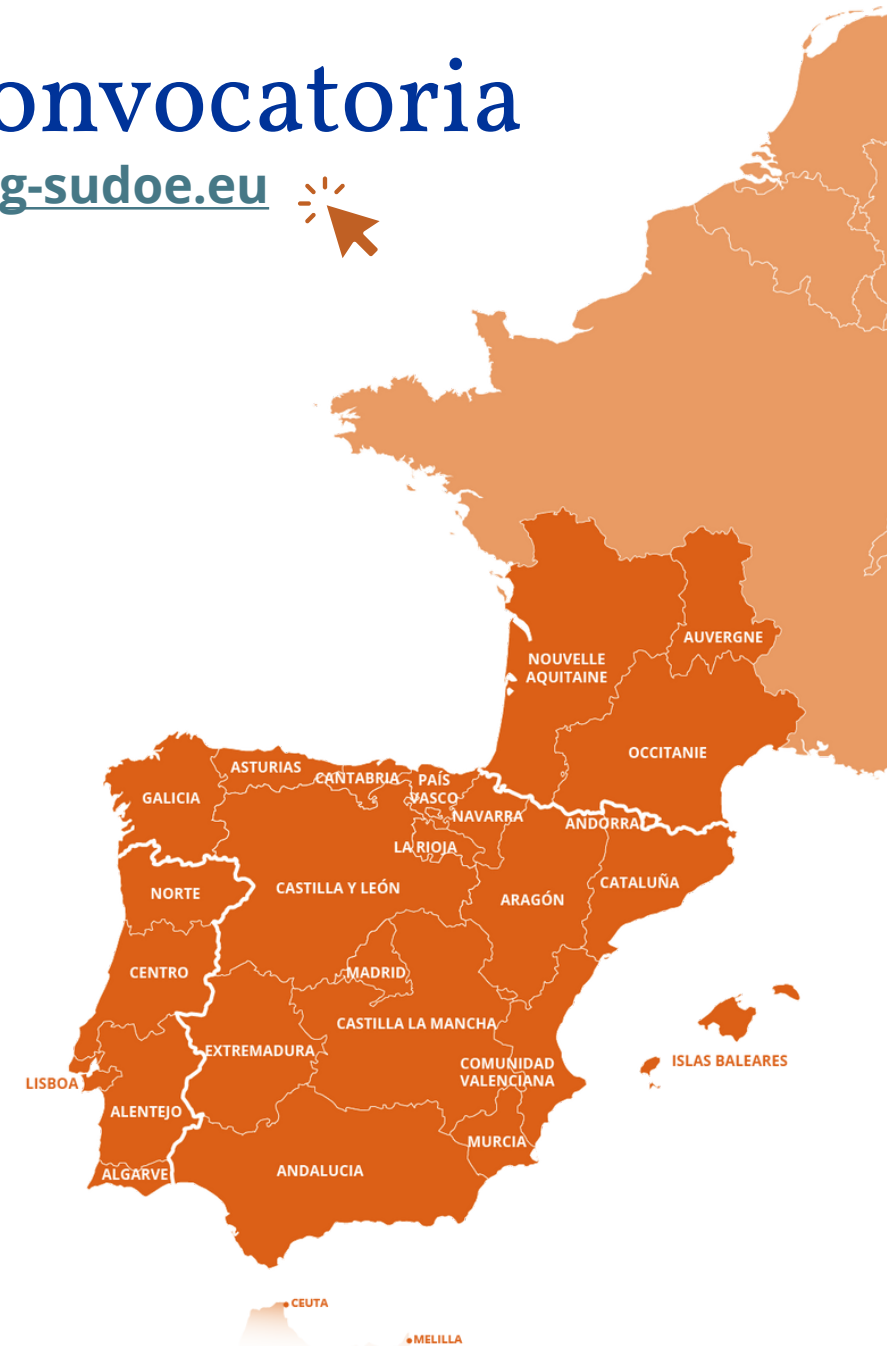 onvocatoria
g-sudoe.eu
AUVERGNE
NOUVELLE
AQUITAINE
OCCITANIE
ASTURIAS
CANTABRIA
PAÍS
VASCO
GALICIA
NAVARRA
ANDORRA
LA RIOJA
CATALUÑA
CASTILLA Y LEÓN
NORTE
ARAGÓN
CENTRO
MADRID
CASTILLA LA MANCHA
EXTREMADURA
COMUNIDAD
VALENCIANA
ISLAS BALEARES
LISBOA
ALENTEJO
MURCIA
ALGARVE
ANDALUCIA
CEUTA
MELILLA